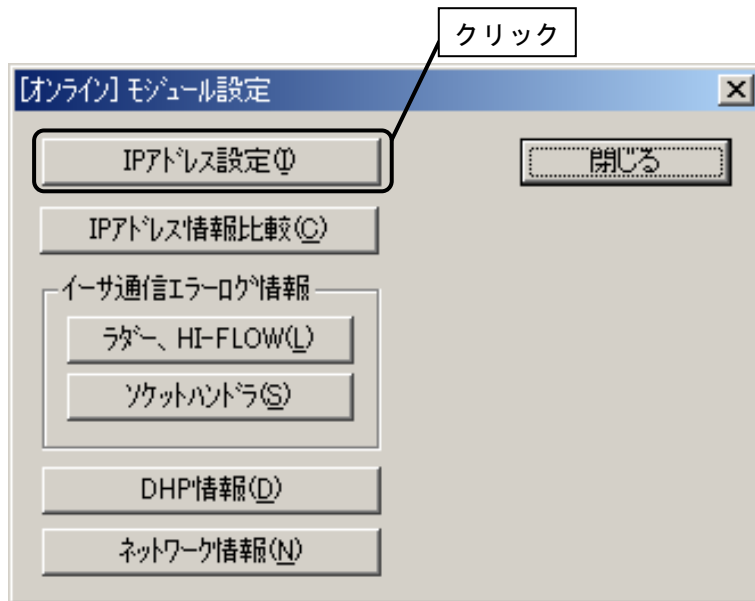 クリック
[オンライン] モジュール設定
IPアドレス設定(I)
閉じる
IPアドレス情報比較(C)
イーサ通信エラーログ情報
ラダー、HI-FLOW(L)
ソケットハンドラ(S)
DHP情報(D)
ネットワーク情報(N)